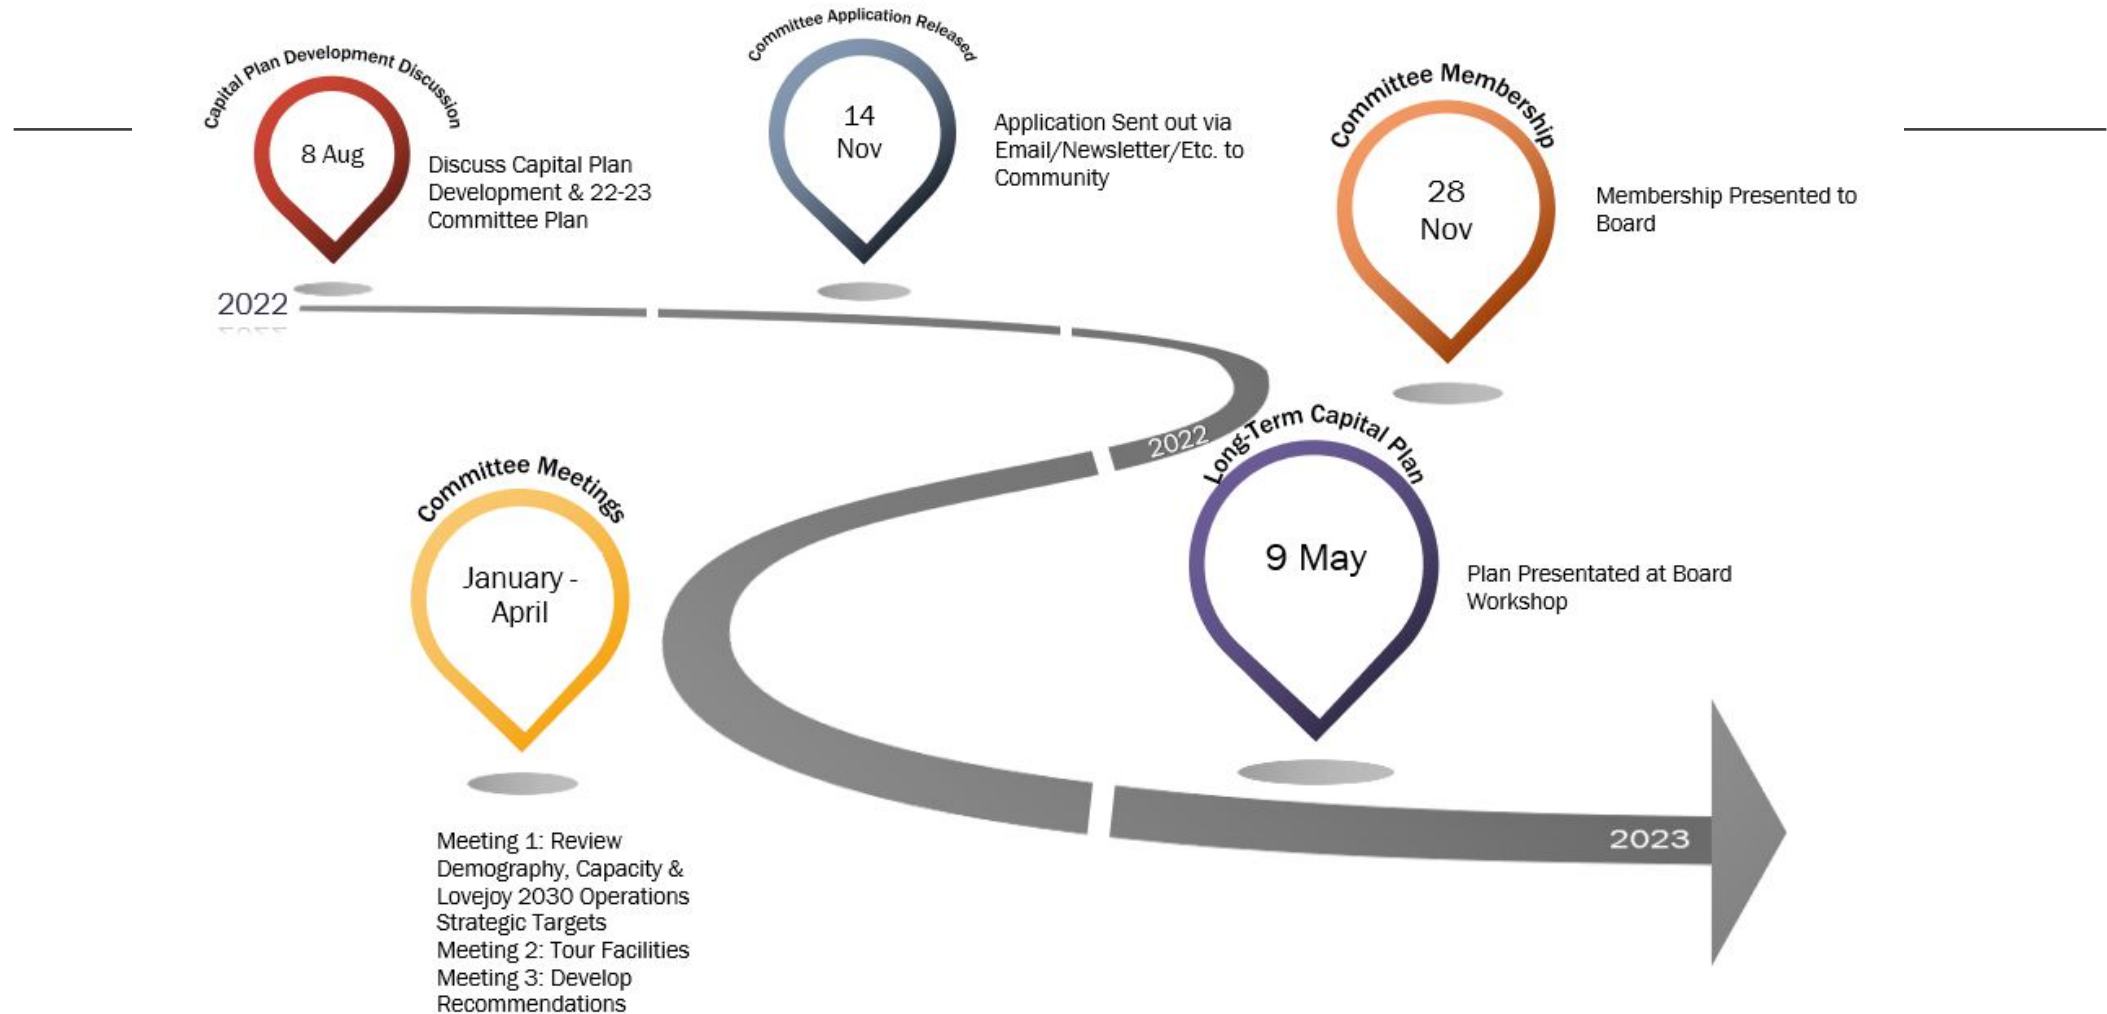 Capital Plan Development Discussion
8 Aug
Discuss Capital Plan
Development & 22-23
Committee Plan
Committee Application Released
14
Nov
Application Sent out via
Email/Newsletter/Etc. to
Community
Committee Membership
28
Nov
Membership Presented to
Board
2022
2022
Long-Term Capital Plan
9 May
Plan Presentated at Board
Workshop
Committee Meetings
January -
April
Meeting 1: Review
Demography, Capacity &
Lovejoy 2030 Operations
Strategic Targets
Meeting 2: Tour Facilities
Meeting 3: Develop
Recommendations
2023